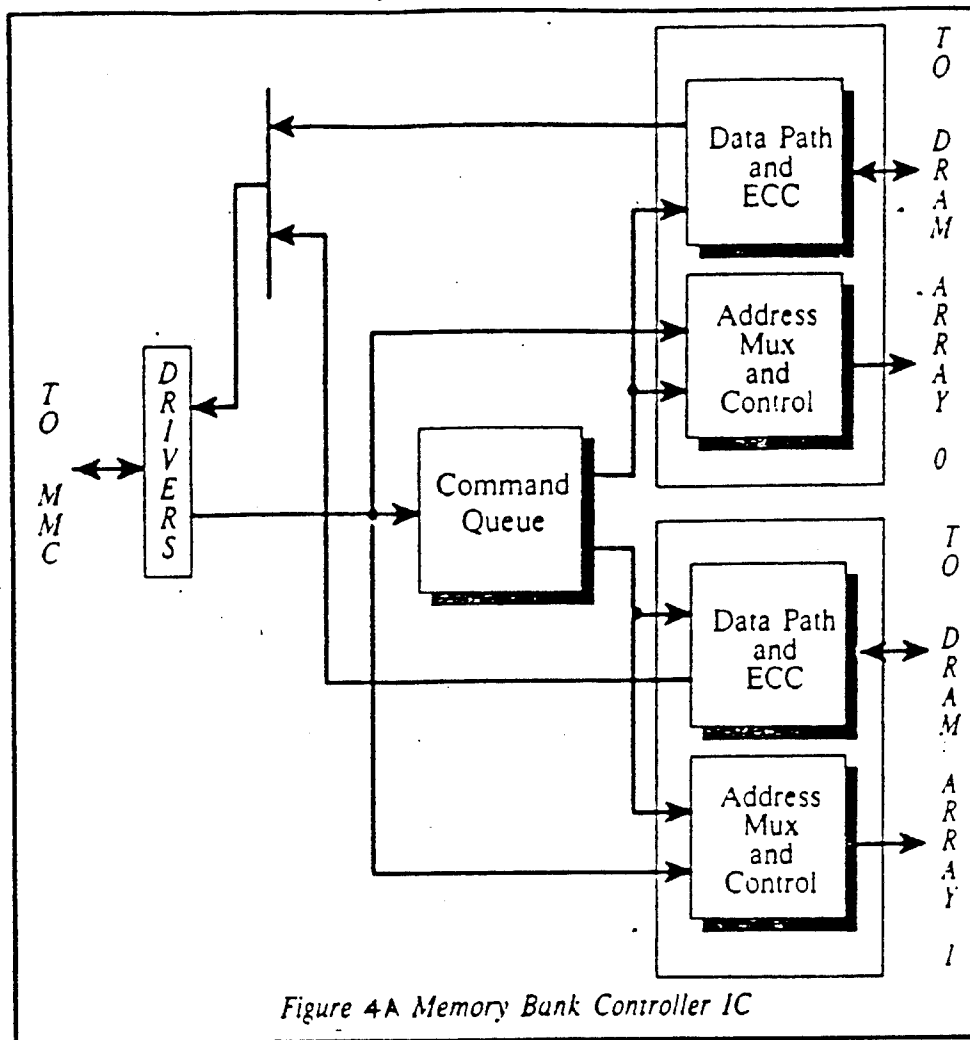 TO MMC
DRIVERS
Command
Queue
Data Path
and
ECC
Address
Mux
and
Control
TO DRAM ARRAY 0
Data Path
and
ECC
Address
Mux
and
Control
TO DRAM ARRAY 1
Figure 4A Memory Bank Controller IC